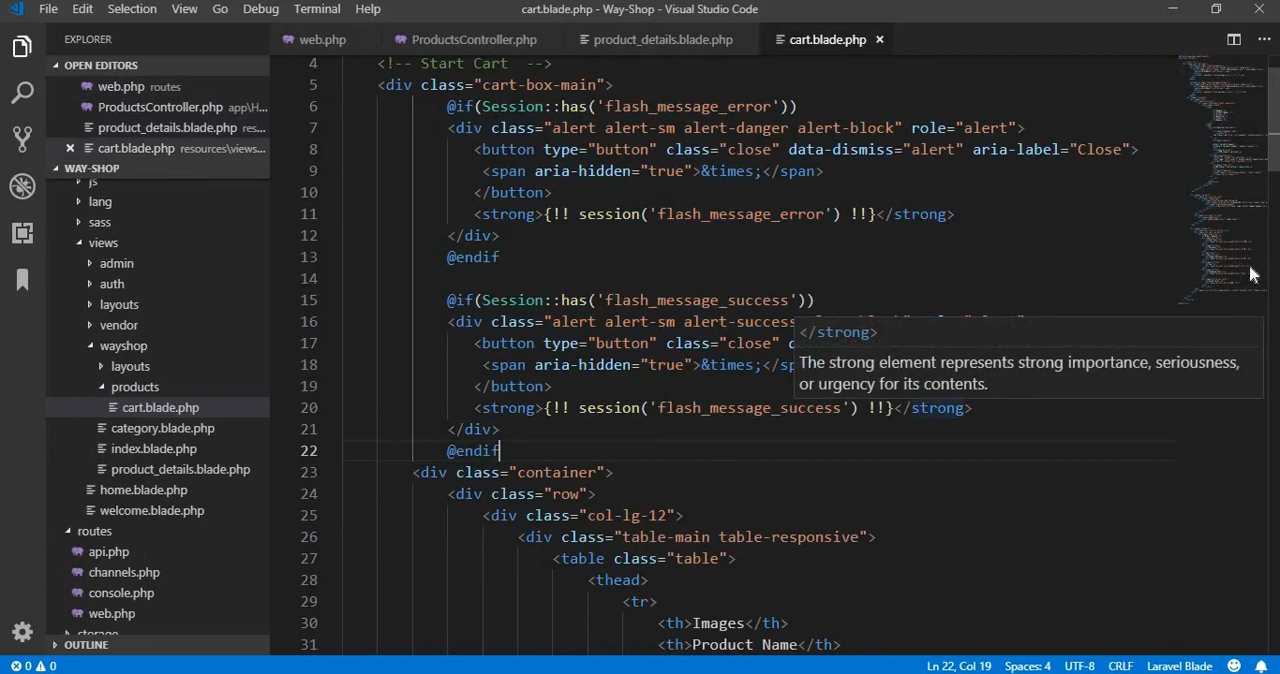 File Edit Selection View Go Debug Terminal Help cart.blade.php - Way-Shop - Visual Studio Code
EXPLORER
OPEN EDITORS
web.php routes
ProductsController.php app\H...
product_details.blade.php res...
cart.blade.php resources\views...
WAY-SHOP
js
lang
sass
views
admin
auth
layouts
vendor
wayshop
layouts
products
cart.blade.php
category.blade.php
index.blade.php
product_details.blade.php
home.blade.php
welcome.blade.php
routes
api.php
channels.php
console.php
web.php
storage
OUTLINE
web.php ProductsController.php product_details.blade.php cart.blade.php
4 <!-- Start Cart  -->
5 <div class="cart-box-main">
6 @if(Session::has('flash_message_error'))
7 <div class="alert alert-sm alert-danger alert-block" role="alert">
8 <button type="button" class="close" data-dismiss="alert" aria-label="Close">
9 <span aria-hidden="true">&times;</span>
10 </button>
11 <strong>{!! session('flash_message_error') !!}</strong>
12 </div>
13 @endif
14
15 @if(Session::has('flash_message_success'))
16 <div class="alert alert-sm alert-success
17 <button type="button" class="close"
18 <span aria-hidden="true">&times;</sp
19 </button>
20 <strong>{!! session('flash_message_success') !!}</strong>
21 </div>
22 @endif
23 <div class="container">
24 <div class="row">
25 <div class="col-lg-12">
26 <div class="table-main table-responsive">
27 <table class="table">
28 <thead>
29 <tr>
30 <th>Images</th>
31 <th>Product Name</th>
</strong>
The strong element represents strong importance, seriousness,
or urgency for its contents.
0 0 Ln 22, Col 19 Spaces: 4 UTF-8 CRLF Laravel Blade